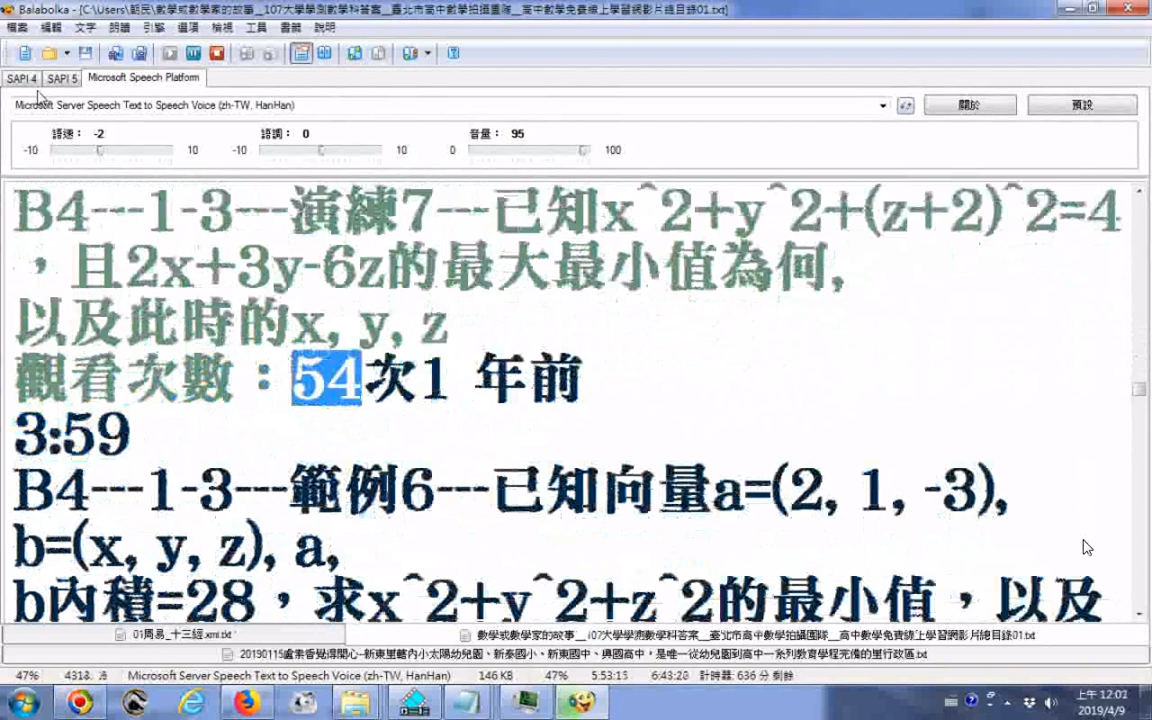 Balabolka - [C:\Users\範民\數學或數學家的故事__107大學學測數學科答案__臺北市高中數學拍攝團隊__高中數學免費線上學習網影片總目錄01.txt]
檔案 編輯 文字 朗讀 引擎 選項 檢視 工具 書籤 說明
SAPI 4 SAPI 5 Microsoft Speech Platform
Microsoft Server Speech Text to Speech Voice (zh-TW, HanHan) 關於 預設
語速： -2 語調： 0 音量： 95
-10 10 -10 10 0 100
B4---1-3---演練7---已知x^2+y^2+(z+2)^2=4
，且2x+3y-6z的最大最小值為何,
以及此時的x, y, z
觀看次數：54次1 年前
3:59
B4---1-3---範例6---已知向量a=(2, 1, -3),
b=(x, y, z), a,
b內積=28，求x^2+y^2+z^2的最小值，以及
01周易_十三經.xml.txt * 數學或數學家的故事__107大學學測數學科答案__臺北市高中數學拍攝團隊__高中數學免費線上學習網影片總目錄01.txt
20190115盧素香覺得開心-新東里轄內小太陽幼兒園、新泰國小、新東國中、興國高中，是唯一從幼兒園到高中一系列教育學程完備的里行政區.txt
47% 4318. Microsoft Server Speech Text to Speech Voice (zh-TW, HanHan) 146 KB 47% 5:53:15 6:43:20 計時器: 636 分 剩餘
上午 12:02
2019/4/9